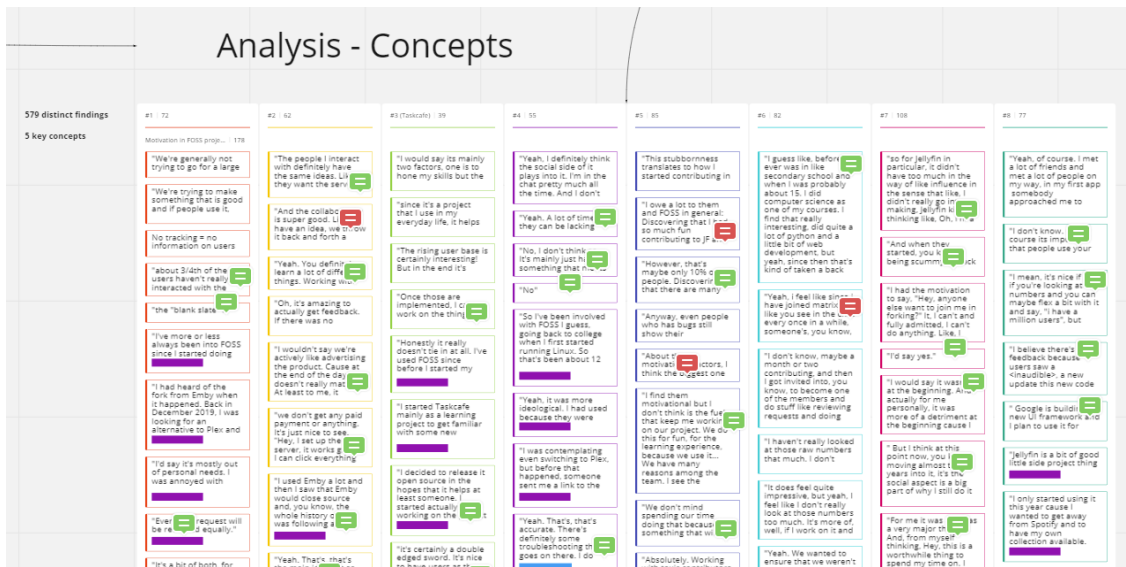 Analysis - Concepts
579 distinct findings
5 key concepts
#1 72
Motivation in FOSS proje... 178
"We're generally not
trying to go for a large
"We're trying to make
something that is good
and if people use it,
No tracking = no
information on users
"about 3/4th of the
users haven't really
interacted with the
"the "blank slate
"I've more or less
always been into FOSS
since I started doing
"I had heard of the
fork from Emby when
it happened. Back in
December 2019, I was
looking for an
alternative to Plex and
"I'd say it's mostly out
of personal needs. I
was annoyed with
request will
equally."
"It's a bit of both, for
#2 62
"The people I interact
with definitely have
the same ideas.
they want the
"And the
is super good.
have an idea, we
it back and forth a
"Yeah. You
learn a lot of
things. Working
"Oh, it's amazing to
actually get feedback.
If there was no
"I wouldn't say we're
actively like advertising
the product. Cause at
the end of the day
doesn't really
At least to me, it
"we don't get any paid
payment or anything.
It's just nice to see.
"Hey, I set up the
server, it works
I can click everything
"I used Emby a lot and
then I saw that Emby
would close source
and, you know, the
whole history
was following a
"Yeah. That's, that's
#3 (Taskcafe) 39
"I would say its mainly
two factors, one is to
hone my skills but the
"since it's a project
that I use in my
everyday life, it helps
"The rising user base is
certainly interesting!
But in the end it's
"Once those are
implemented, I
work on the
"Honestly it really
doesn't tie in at all. I've
used FOSS since
before I started my
"I started Taskcafe
mainly as a learning
project to get familiar
with some new
"I decided to release it
open source in the
hopes that it helps at
least someone. I
started actually
working on the
"It's certainly a double
edged sword. It's nice
#4 55
"Yeah, I definitely think
the social side of it
plays into it. I'm in the
chat pretty much all
the time. And I don't
"Yeah. A lot of
they can be lacking
"No, I don't think
It's mainly just
something that
"No"
"So I've been involved
with FOSS I guess,
going back to college
when I first started
running Linux. So
that's been about 12
"Yeah, it was more
ideological. I had used
because they were
"I was contemplating
even switching to Plex,
but before that
happened, someone
sent me a link to the
"Yeah. That's, that's
accurate. There's
definitely some
troubleshooting
goes on there. I do
#5 85
"This stubbornness
translates to how I
started contributing in
"I owe a lot to them
and FOSS in general:
Discovering that I
so much fun
contributing to
"However, that's
maybe only 10%
people. Discovering
that there are many
"Anyway, even people
who has bugs still
show their
"About
think the biggest one
"I find them
motivational but I
don't think is the fuel
that keep me
on our project. We do
this for fun, for the
learning experience,
because we use it...
We have many
reasons among the
team. I see the
"We don't mind
spending our time
doing that because
something that
"Absolutely. Working
#6 82
"I guess like, before
ever was in like
secondary school and
when I was probably
about 15. I did
computer science as
one of my courses. I
find that really
interesting, did quite a
lot of python and a
little bit of web
development, but
yeah, since then that's
kind of taken a back
"Yeah, i feel like since
have joined matrix,
like you see in the
every once in a while,
someone's, you know,
"I don't know, maybe a
month or two
contributing, and then
I got invited into, you
know, to become one
of the members and
do stuff like reviewing
requests and doing
"I haven't really looked
at those raw numbers
that much. I don't
"It does feel quite
impressive, but yeah, I
feel like I don't really
look at those numbers
too much. It's more of,
well, if I work on it and
"Yeah. We wanted to
ensure that we weren't
#7 108
"so for Jellyfin in
particular, it didn't
have too much in the
way of like influence in
the sense that like, I
didn't really go
making, Jellyfin
thinking like, Oh,
"And when they
started, you
being scummy,
"I had the motivation
to say, "Hey, anyone
else want to join me in
forking?" It, I can't and
fully admitted, I can't
do anything. Like, I
"I'd say yes."
"I would say it
at the beginning. And
actually for me
personally, it was
more of a detriment at
the beginning cause I
" But I think at this
point now, you
moving almost
years into it, it's the
social aspect is a big
part of why I still do it
"For me it was
a very major
And, from myself
thinking, Hey, this is a
worthwhile thing to
spend my time on. I
#8 77
"Yeah, of course. I met
a lot of friends and
met a lot of people on
my way, in my first app
somebody
approached me to
"I don't know.
course its
that people use your
"I mean, it's nice if
if you're looking at
numbers and you can
maybe flex a bit with it
and say, "i have a
million users", but
"I believe there's
feedback because
users saw a
<inaudible>, a new
update this new code
" Google is building
new UI framework and
I plan to use it for
"Jellyfin is a bit of good
little side project thing
"I only started using it
this year cause I
wanted to get away
from Spotify and to
have my own
collection available.